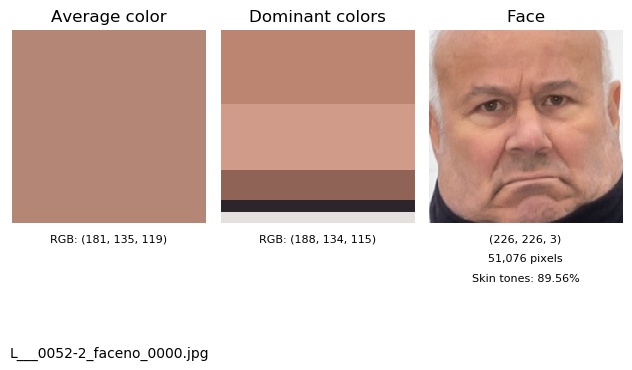 Average color
Dominant colors
Face
RGB: (181, 135, 119)
RGB: (188, 134, 115)
(226, 226, 3)
51,076 pixels
Skin tones: 89.56%
L___0052-2_faceno_0000.jpg